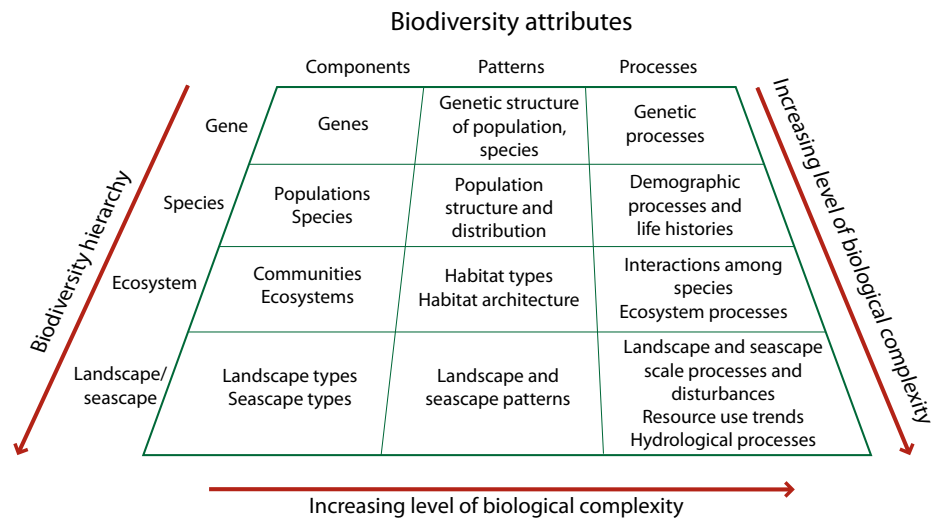 Biodiversity attributes
Components
Patterns
Processes
Gene
Genes
Genetic structure
of population,
species
Genetic
processes
Species
Populations
Species
Population
structure and
distribution
Demographic
processes and
life histories
Ecosystem
Communities
Ecosystems
Habitat types
Habitat architecture
Interactions among
species
Ecosystem processes
Landscape/
seascape
Landscape types
Seascape types
Landscape and
seascape patterns
Landscape and seascape
scale processes and
disturbances
Resource use trends
Hydrological processes
Biodiversity hierarchy
Increasing level of biological complexity
Increasing level of biological complexity